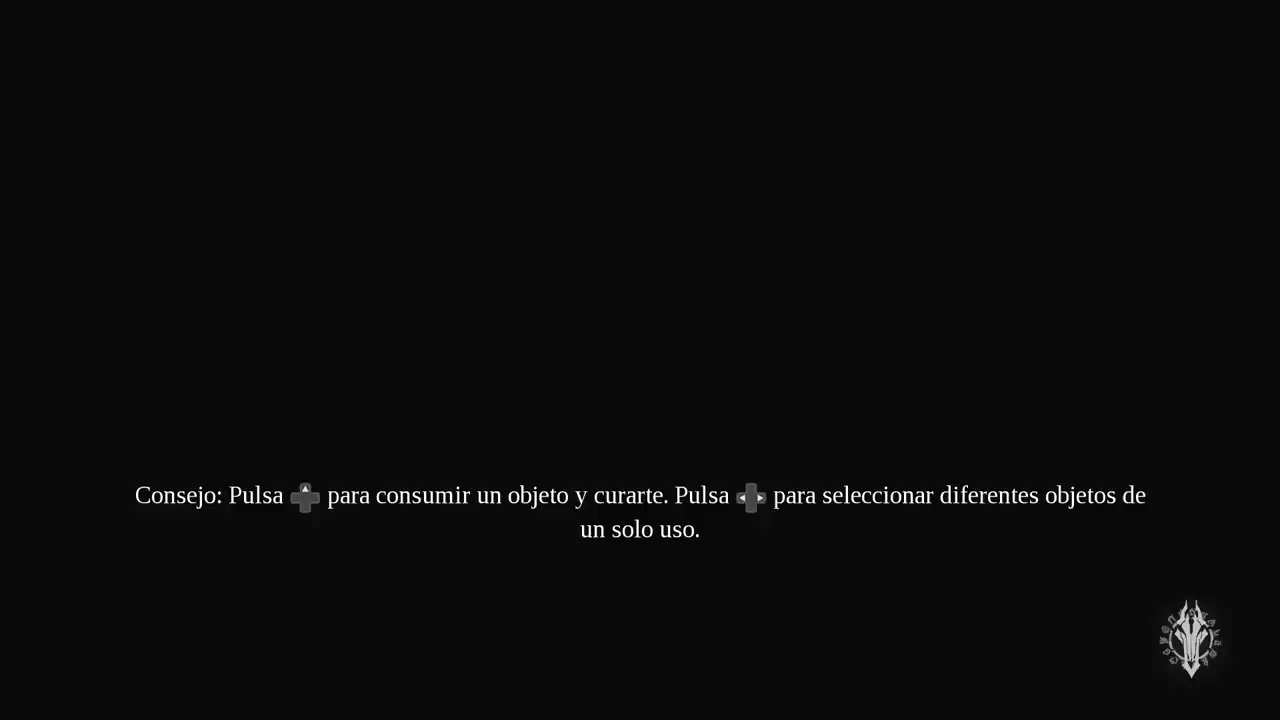 Consejo: Pulsa para consumir un objeto y curarte. Pulsa para seleccionar diferentes objetos de
un solo uso.